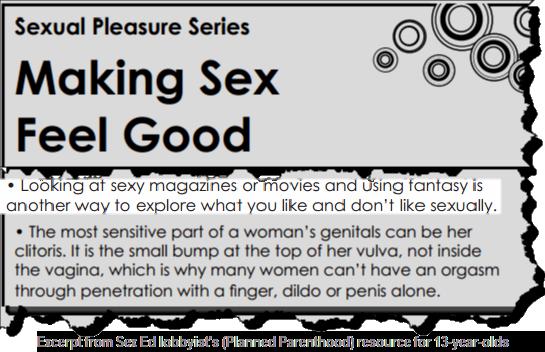 Sexual Pleasure Series
Making Sex
Feel Good
• Looking at sexy magazines or movies and using fantasy is
another way to explore what you like and don't like sexually.
• The most sensitive part of a woman's genitals can be her
clitoris. It is the small bump at the top of her vulva, not inside
the vagina, which is why many women can't have an orgasm
through penetration with a finger, dildo or penis alone.
Excerpt from Sex Ed lobbyist's (Planned Parenthood) resource for 13-year-olds